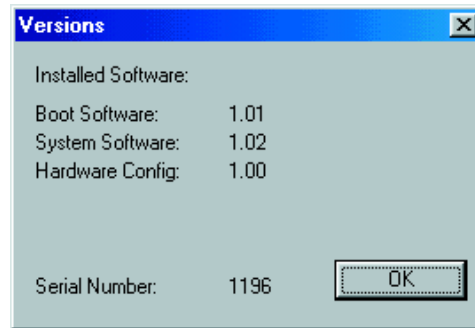 Versions
Installed Software:
Boot Software: 1.01
System Software: 1.02
Hardware Config: 1.00
Serial Number: 1196 OK